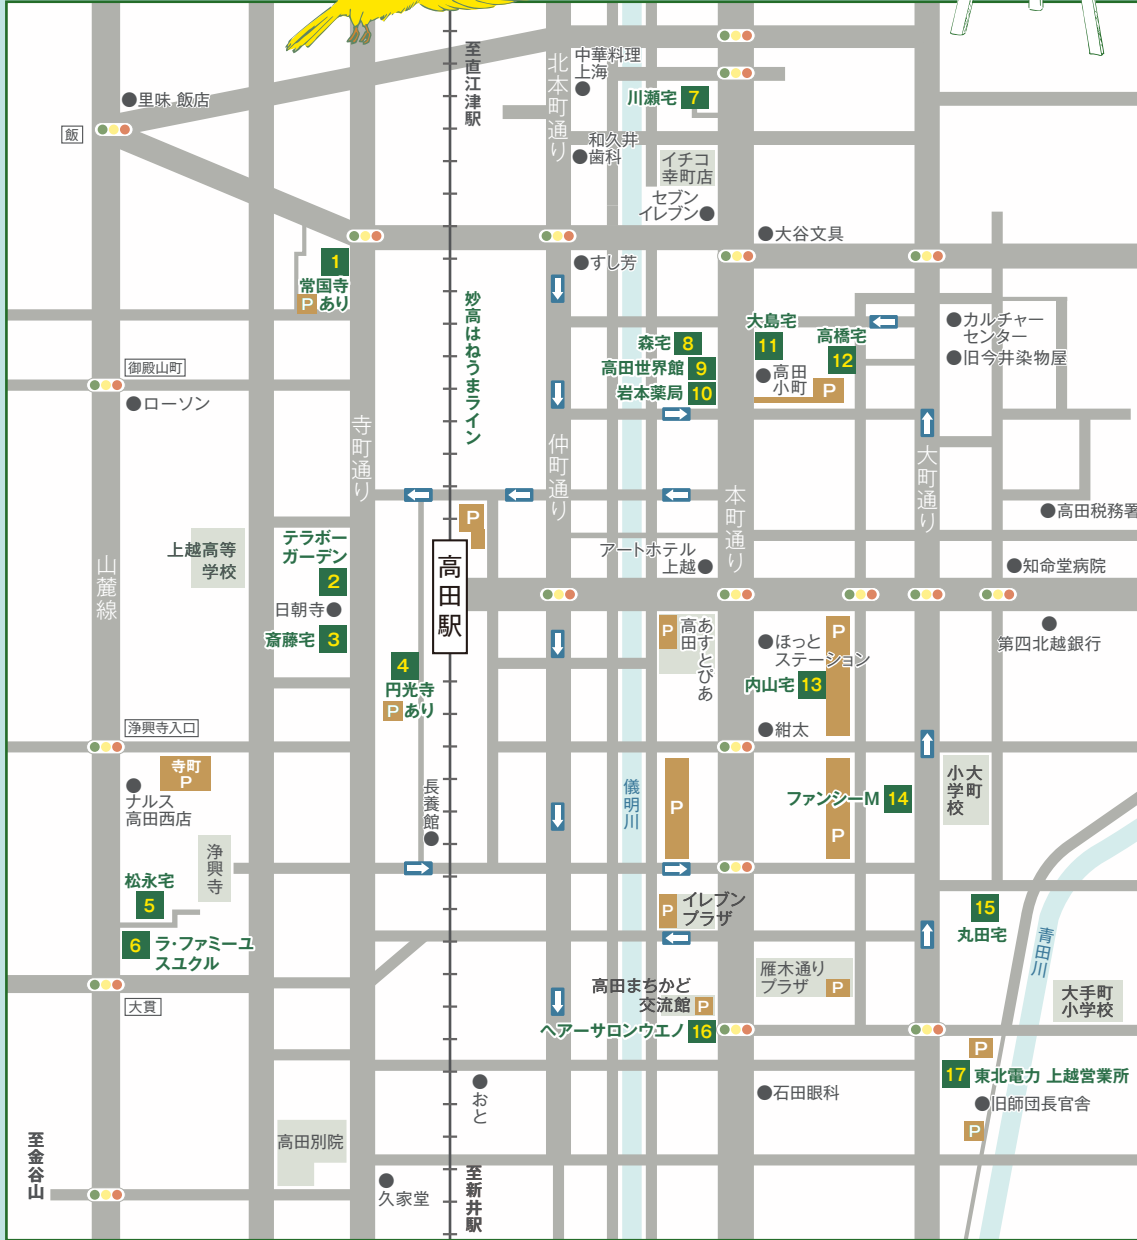 至直江津駅
北本町通り
中華料理
上海
里味 飯店
飯
川瀬宅 7
和久井
歯科
イチコ
幸町店
セブン
イレブン
大谷文具
すし芳
1
常国寺
P あり
妙高はねうまライン
森宅 8
高田世界館 9
岩本薬局 10
大島宅
11
高橋宅
12
高田
小町
P
カルチャー
センター
旧今井染物屋
御殿山町
ローソン
寺町通り
仲町通り
本町通り
大町通り
山麓線
P
高田税務署
上越高等
学校
テラボー
ガーデン
2
日朝寺
斎藤宅 3
高田駅
アートホテル
上越
知命堂病院
第四北越銀行
4
円光寺
P あり
P
高田
あすとぴあ
ほっと
ステーション
P
内山宅 13
紺太
浄興寺入口
寺町
P
ナルス
高田西店
長養館
儀明川
P
ファンシーM 14
P
P
大町
小学校
浄興寺
松永宅
5
6 ラ・ファミーユ
スユクル
P
イレブン
プラザ
15
丸田宅
青田川
大貫
高田まちかど
交流館 P
雁木通り
プラザ P
大手町
小学校
ヘアーサロンウエノ 16
P
17 東北電力 上越営業所
旧師団長官舎
P
おと
石田眼科
高田別院
至金谷山
久家堂
至新井駅